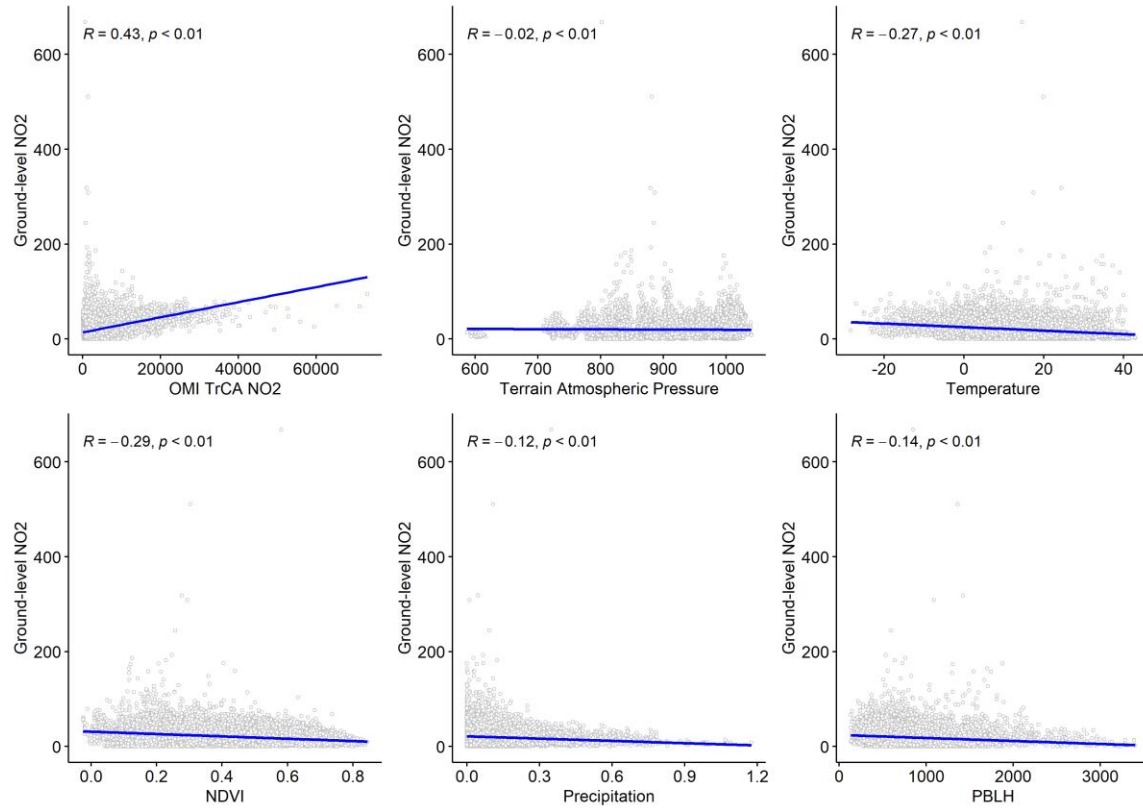 R = 0.43, p < 0.01
Ground-level NO2
600
400
200
0
0 20000 40000 60000
OMI TrCA NO2
R = −0.02, p < 0.01
Ground-level NO2
600
400
200
0
600 700 800 900 1000
Terrain Atmospheric Pressure
R = −0.27, p < 0.01
Ground-level NO2
600
400
200
0
-20 0 20 40
Temperature
R = −0.29, p < 0.01
Ground-level NO2
600
400
200
0
0.0 0.2 0.4 0.6 0.8
NDVI
R = −0.12, p < 0.01
Ground-level NO2
600
400
200
0
0.0 0.3 0.6 0.9 1.2
Precipitation
R = −0.14, p < 0.01
Ground-level NO2
600
400
200
0
0 1000 2000 3000
PBLH